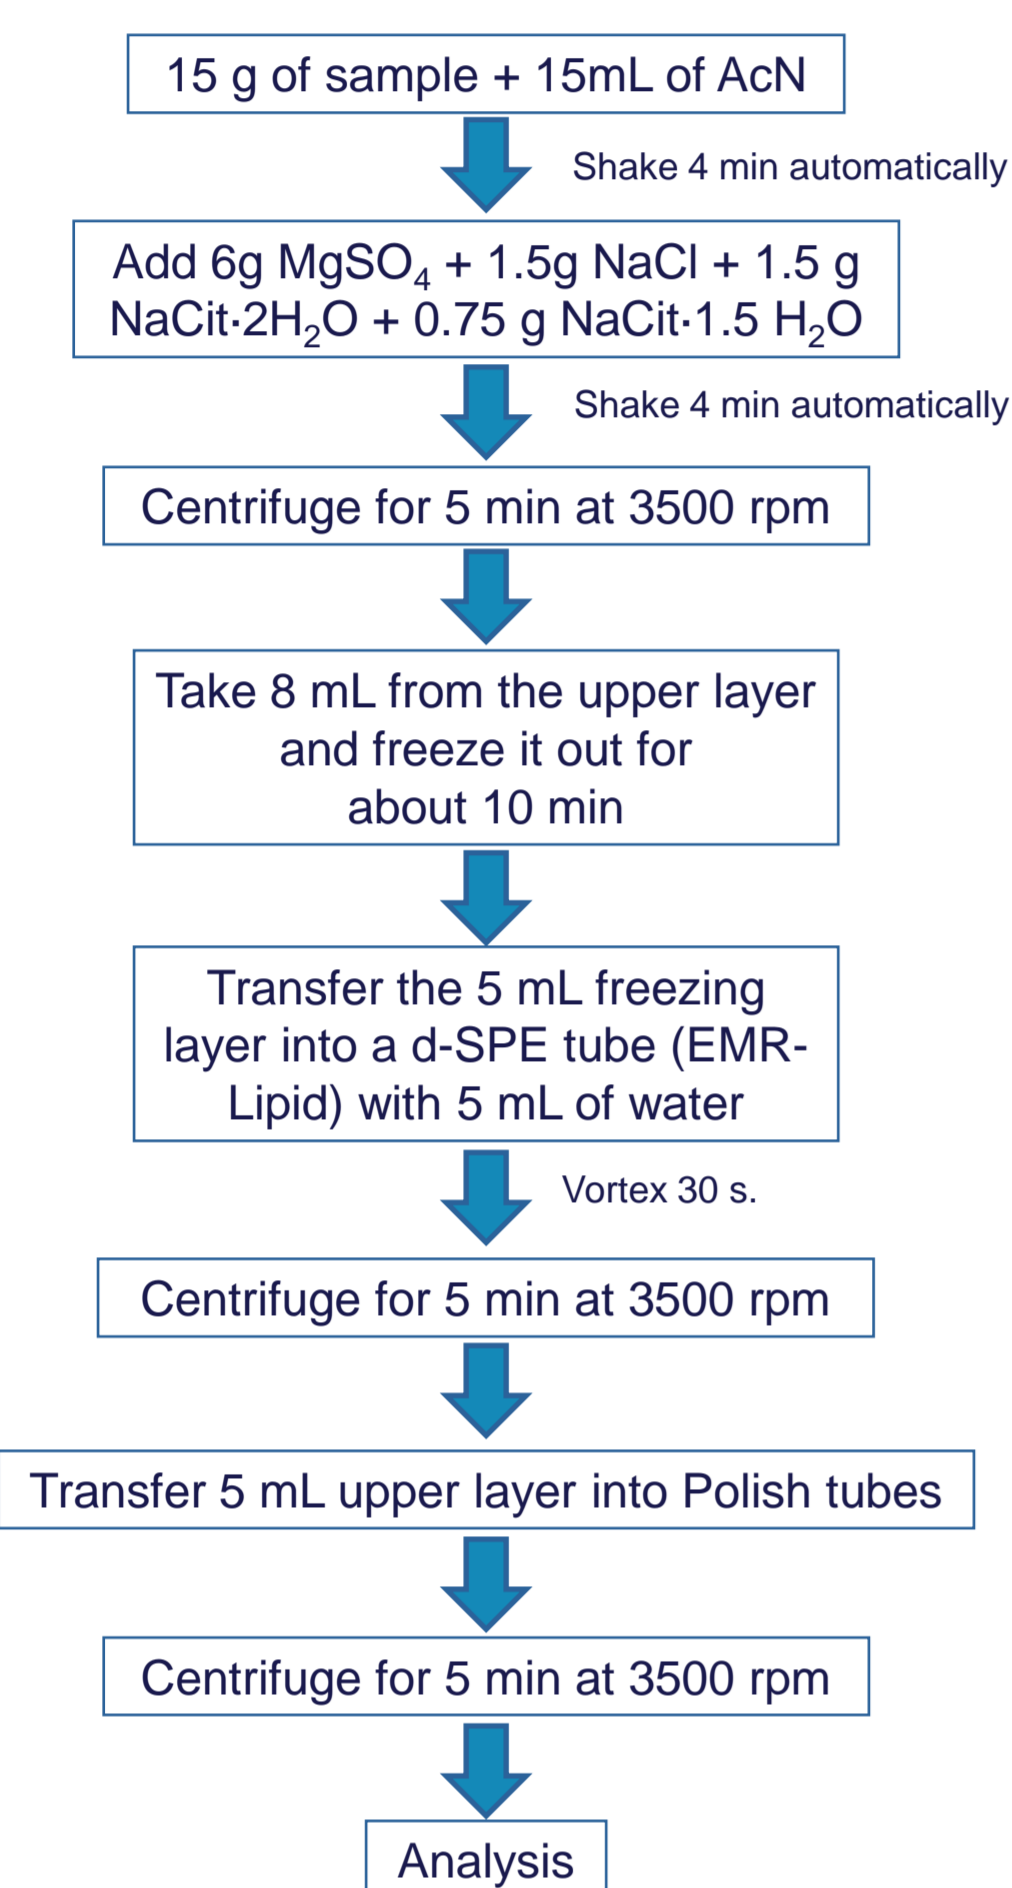 15 g of sample + 15mL of AcN
Shake 4 min automatically
Add 6g MgSO₄ + 1.5g NaCl + 1.5 g
NaCit·2H₂O + 0.75 g NaCit·1.5 H₂O
Shake 4 min automatically
Centrifuge for 5 min at 3500 rpm
Take 8 mL from the upper layer
and freeze it out for
about 10 min
Transfer the 5 mL freezing
layer into a d-SPE tube (EMR-
Lipid) with 5 mL of water
Vortex 30 s.
Centrifuge for 5 min at 3500 rpm
Transfer 5 mL upper layer into Polish tubes
Centrifuge for 5 min at 3500 rpm
Analysis